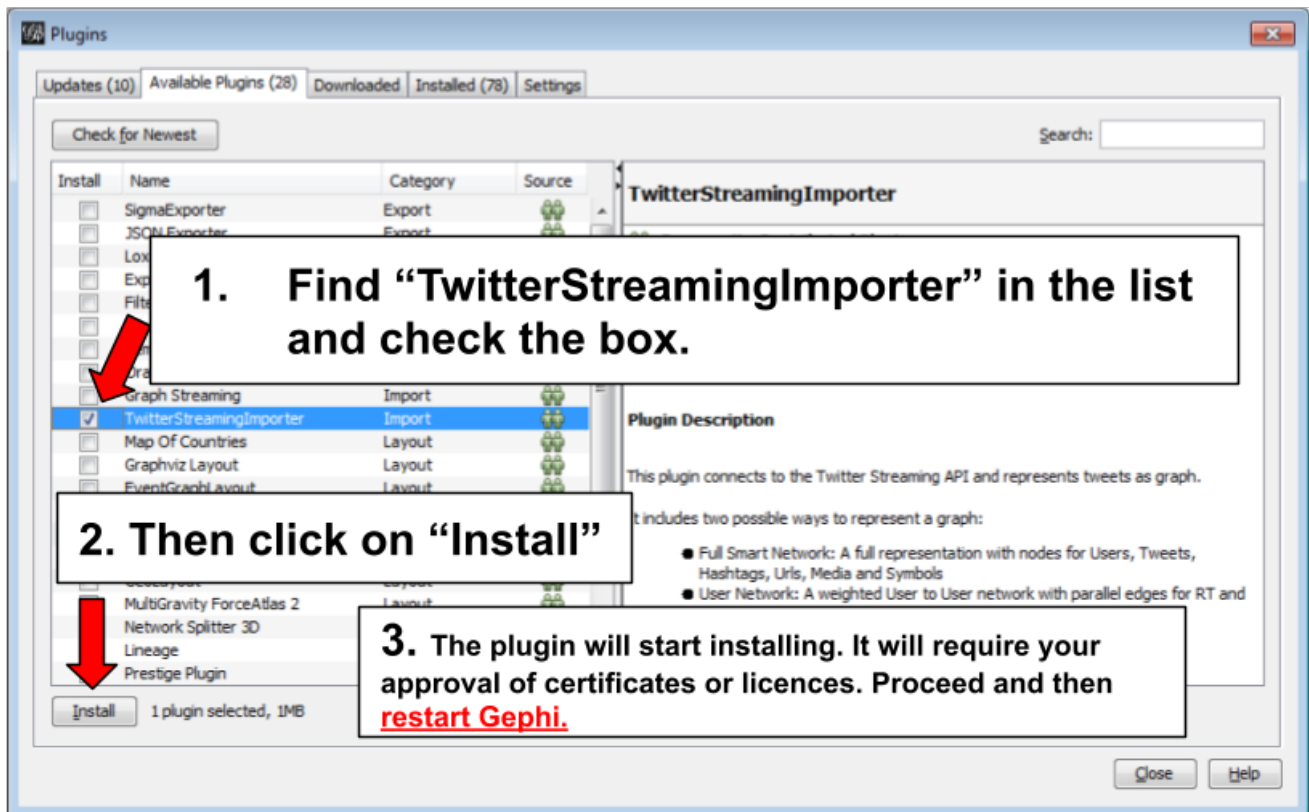 Plugins
Updates (10) Available Plugins (28) Downloaded Installed (78) Settings
Check for Newest Search:
Install Name Category Source
TwitterStreamingImporter
SigmaExporter Export
JSON Exporter Export
1. Find “TwitterStreamingImporter” in the list
and check the box.
Graph Streaming Import
TwitterStreamingImporter Import
Map Of Countries Layout
Graphviz Layout Layout
EventGraphLayout Layout
Plugin Description
This plugin connects to the Twitter Streaming API and represents tweets as graph.
includes two possible ways to represent a graph:
● Full Smart Network: A full representation with nodes for Users, Tweets,
Hashtags, Urls, Media and Symbols
● User Network: A weighted User to User network with parallel edges for RT and
2. Then click on “Install”
MultiGravity ForceAtlas 2 Layout
Network Splitter 3D
Lineage
Prestige Plugin
3. The plugin will start installing. It will require your
approval of certificates or licences. Proceed and then
restart Gephi.
Install 1 plugin selected, 1MB
Close Help